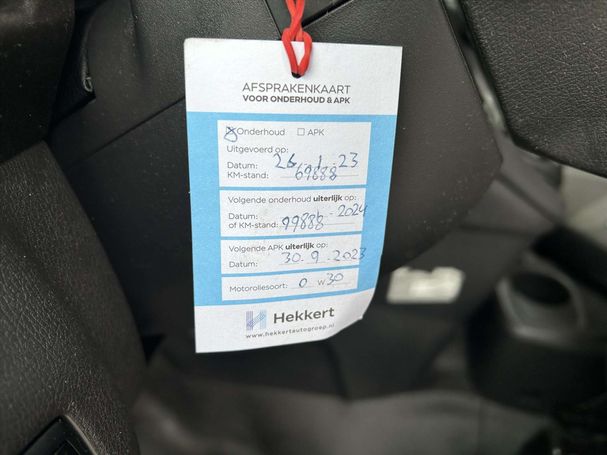 AFSPRAKENKAART
VOOR ONDERHOUD & APK
Onderhoud APK
Uitgevoerd op:
Datum: 26.1.23
KM-stand: 69888
Volgende onderhoud uiterlijk op:
Datum: 2024
of KM-stand: 99888
Volgende APK uiterlijk op:
Datum: 30.9.2023
Motoroliesoort: 0 W 30
Hekkert
www.hekkertautogroep.nl